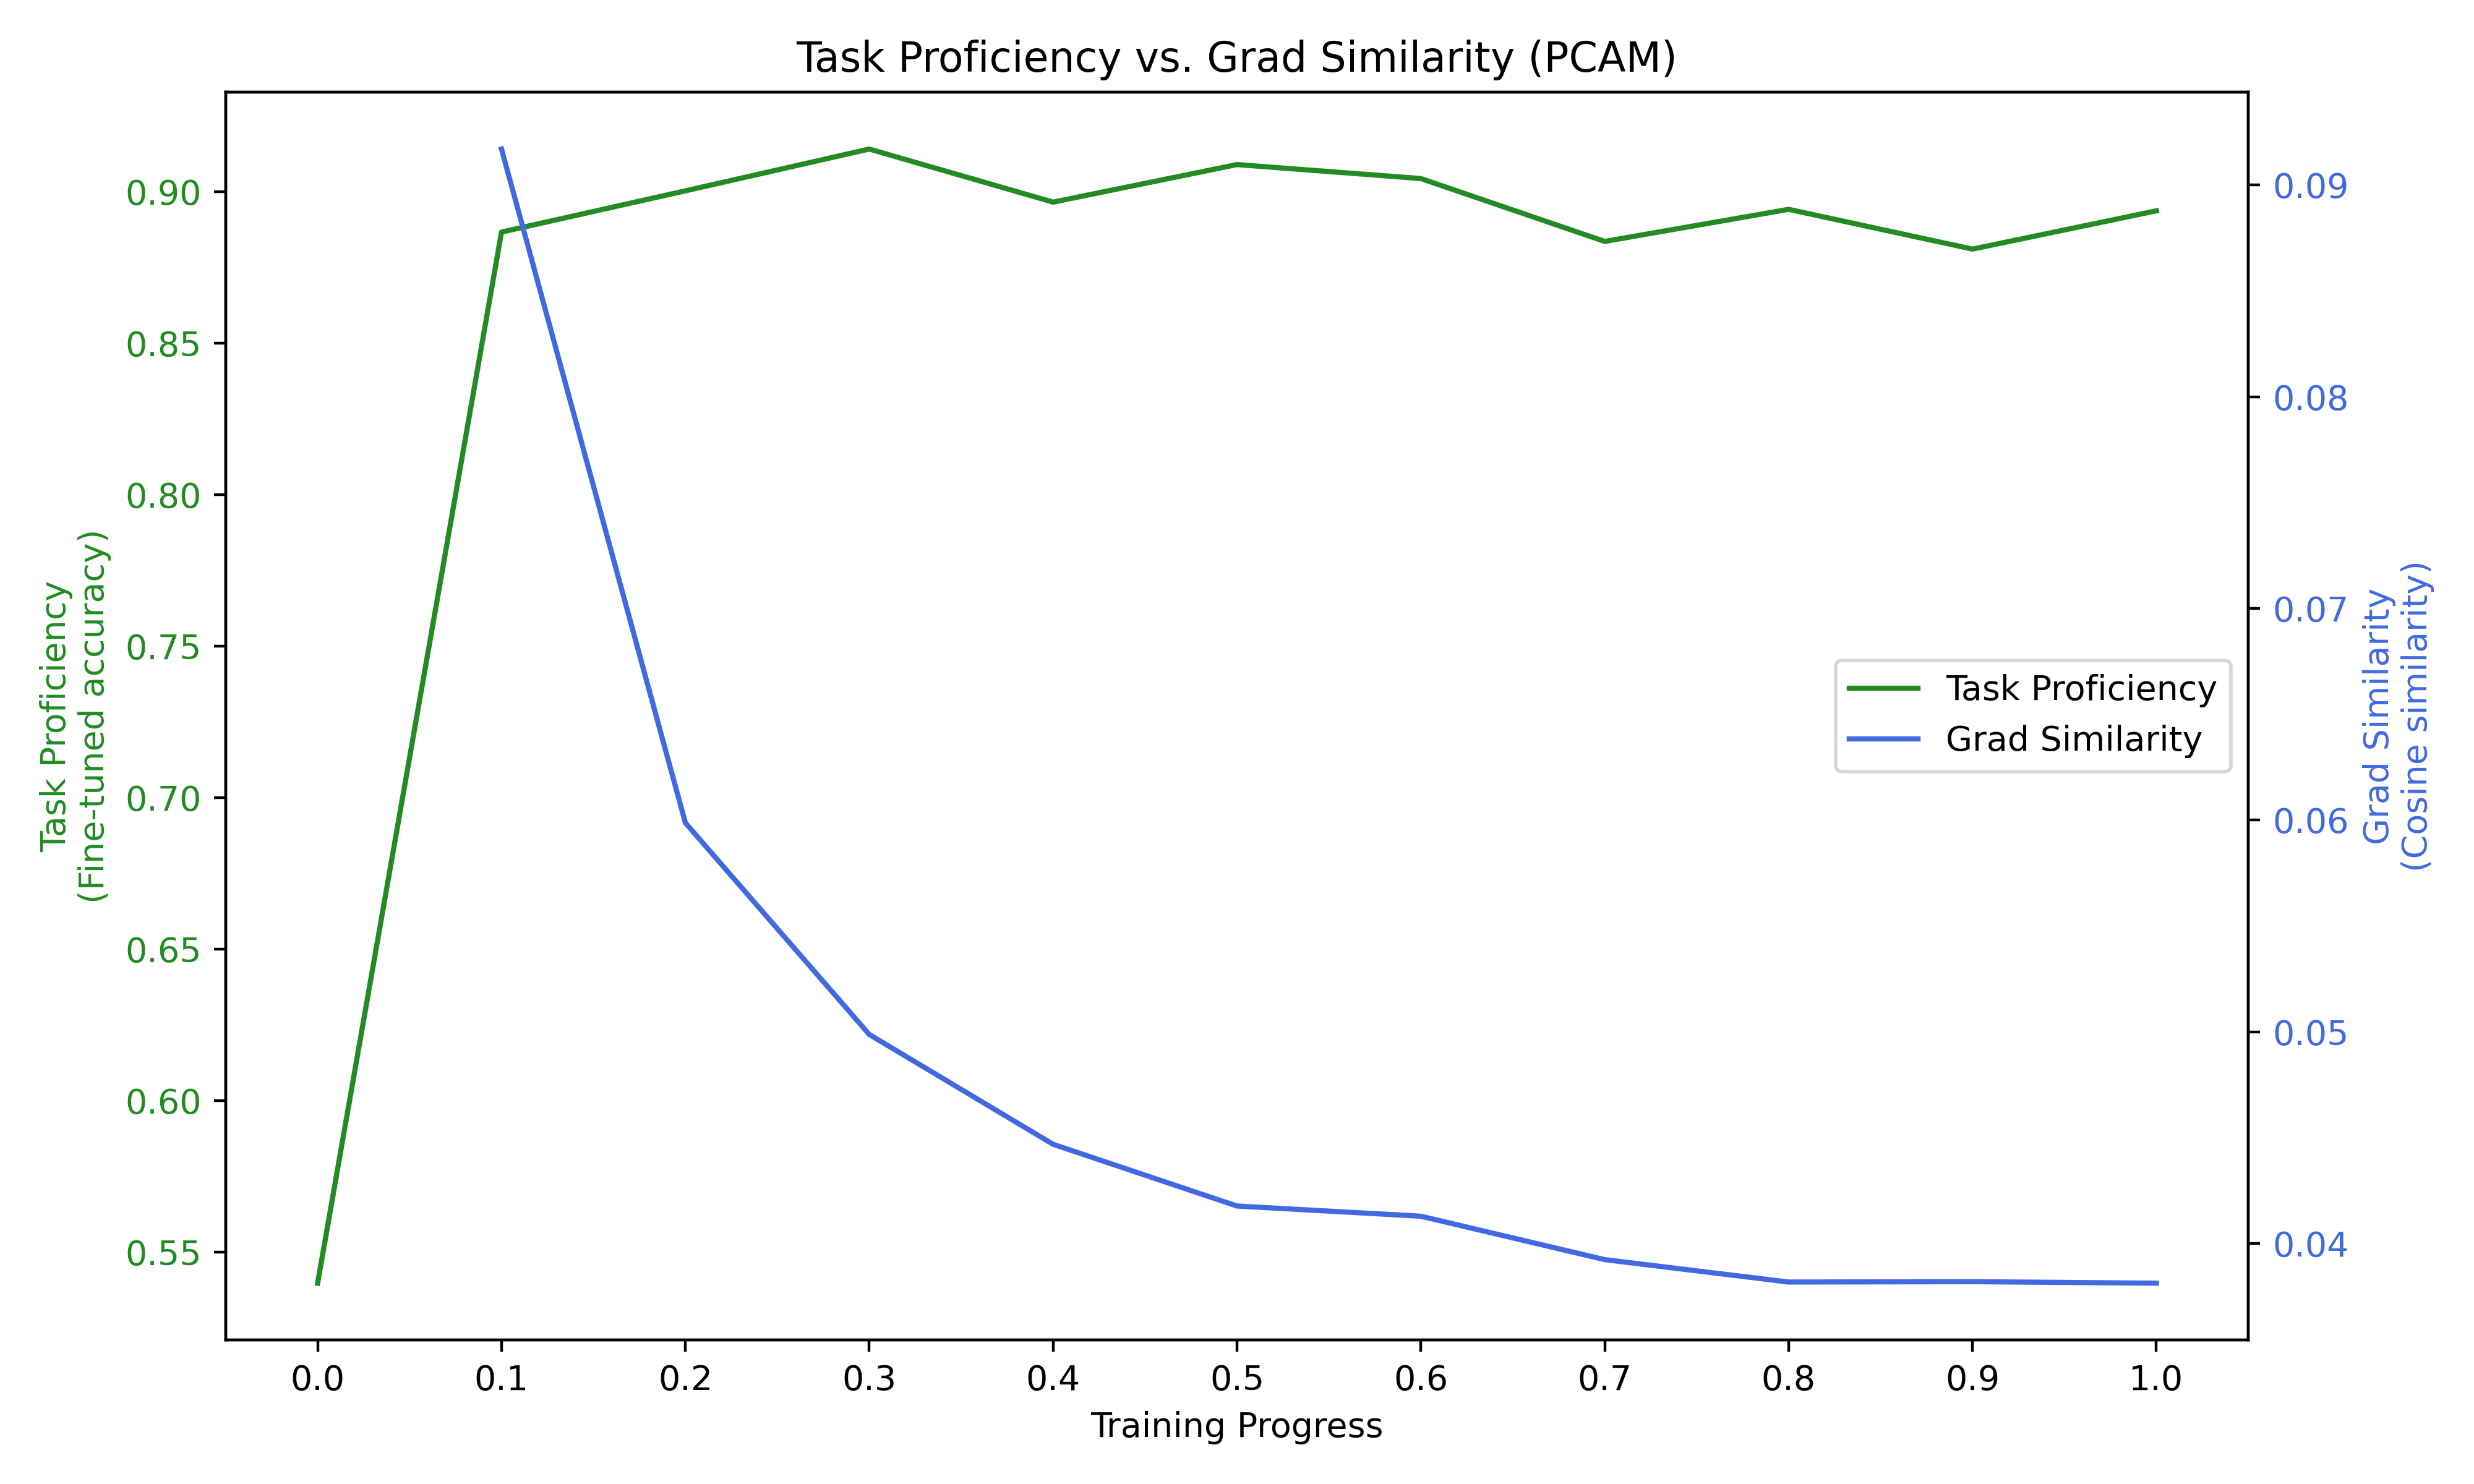 Task Proficiency vs. Grad Similarity (PCAM)
Task Proficiency
(Fine-tuned accuracy)
0.90
0.85
0.80
0.75
0.70
0.65
0.60
0.55
0.09
0.08
0.07
0.06
0.05
0.04
Grad Similarity
(Cosine similarity)
Task Proficiency
Grad Similarity
0.0 0.1 0.2 0.3 0.4 0.5 0.6 0.7 0.8 0.9 1.0
Training Progress